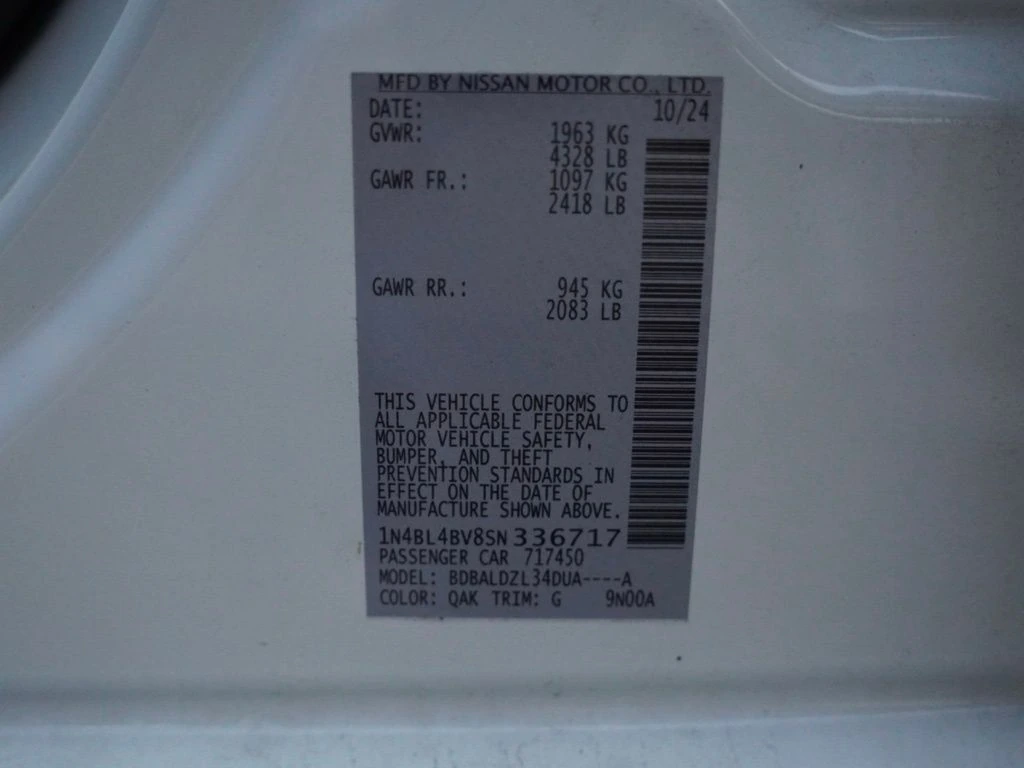 MFD BY NISSAN MOTOR CO., LTD.
DATE: 10/24
GVWR: 1963 KG
4328 LB
GAWR FR.: 1097 KG
2418 LB
GAWR RR.: 945 KG
2083 LB
THIS VEHICLE CONFORMS TO
ALL APPLICABLE FEDERAL
MOTOR VEHICLE SAFETY,
BUMPER, AND THEFT
PREVENTION STANDARDS IN
EFFECT ON THE DATE OF
MANUFACTURE SHOWN ABOVE.
1N4BL4BV8SN336717
PASSENGER CAR 717450
MODEL: BDBALDZL34DUA----A
COLOR: QAK TRIM: G 9N00A